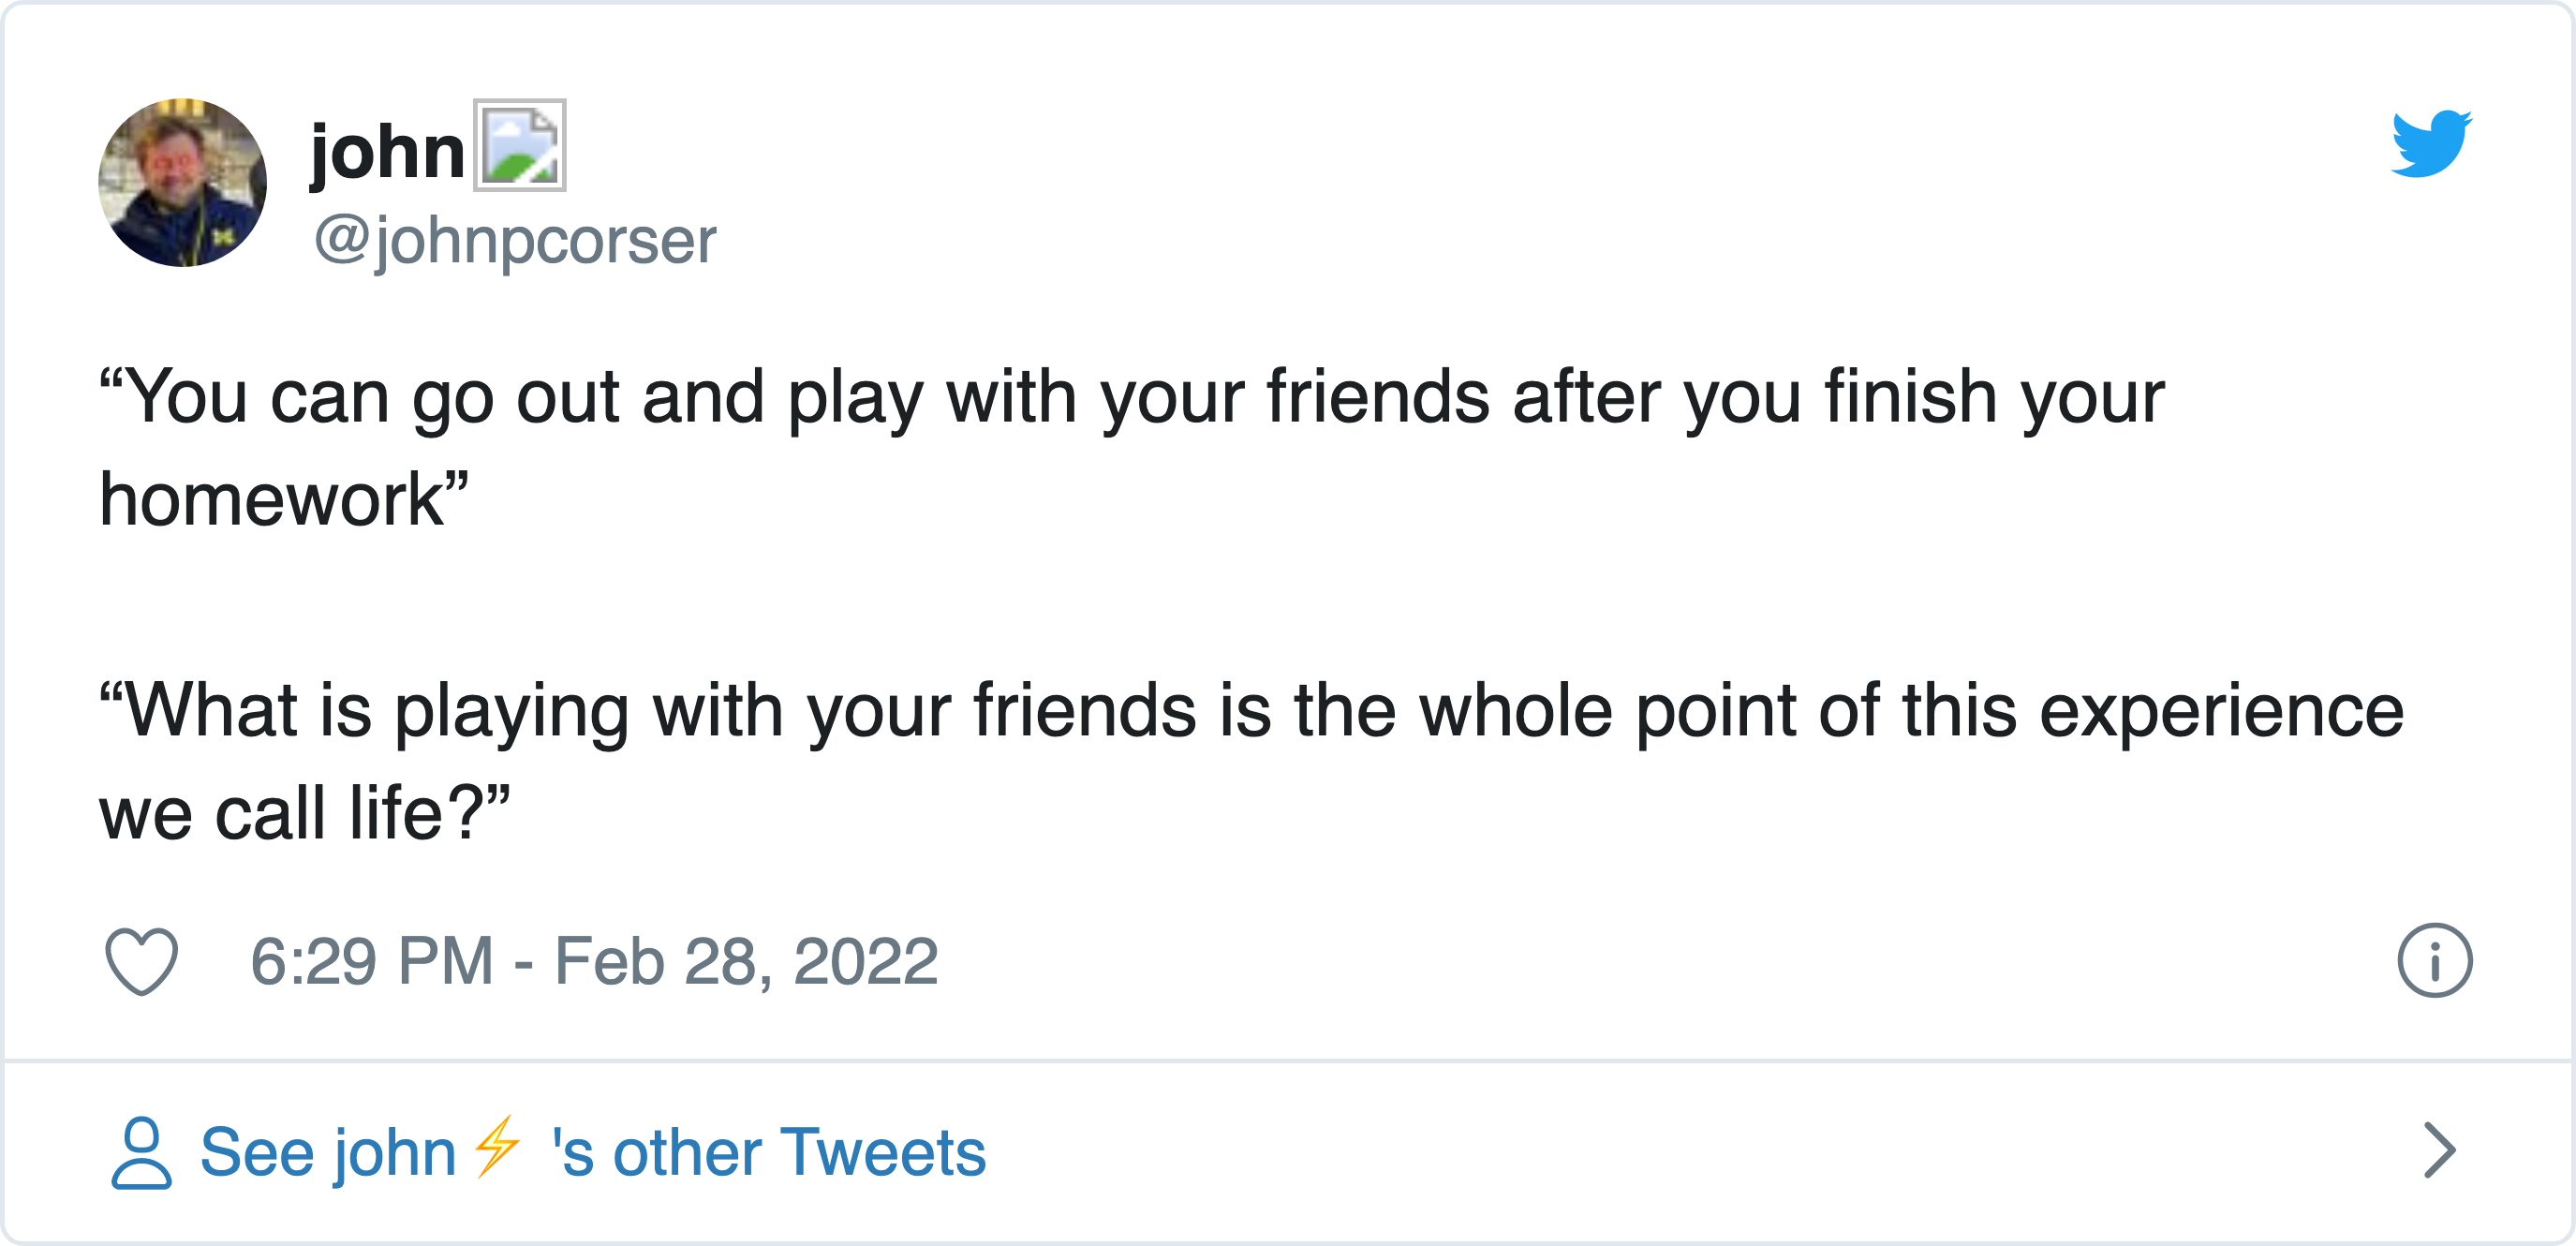 john
@johnpcorser
“You can go out and play with your friends after you finish your
homework”
“What is playing with your friends is the whole point of this experience
we call life?”
6:29 PM - Feb 28, 2022
See john⚡ 's other Tweets